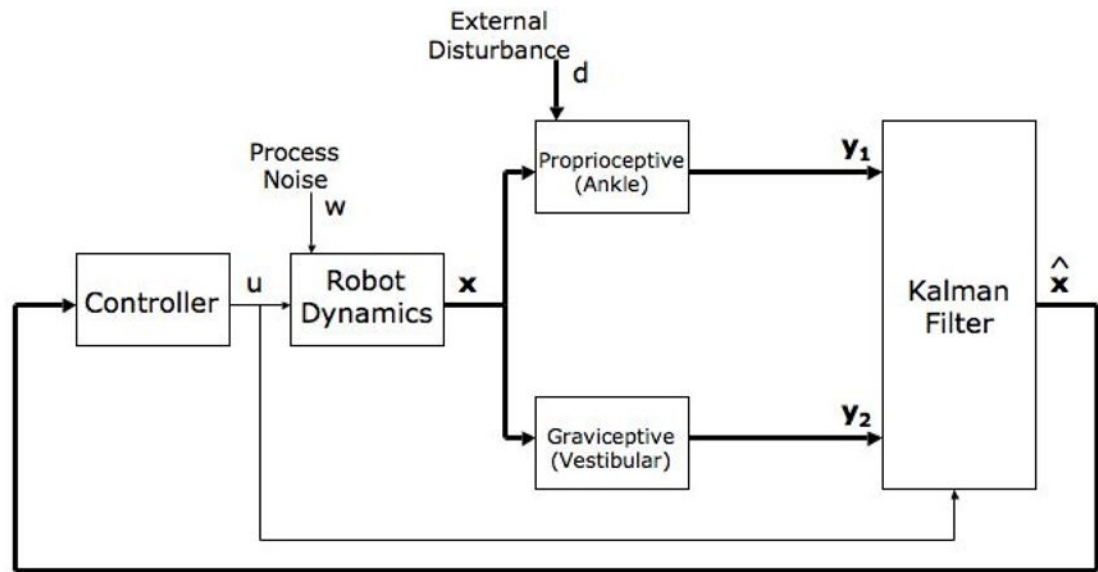 External
Disturbance
d
Process
Noise
w
Proprioceptive
(Ankle)
y₁
Controller
u
Robot
Dynamics
x
Kalman
Filter
x̂
Graviceptive
(Vestibular)
y₂